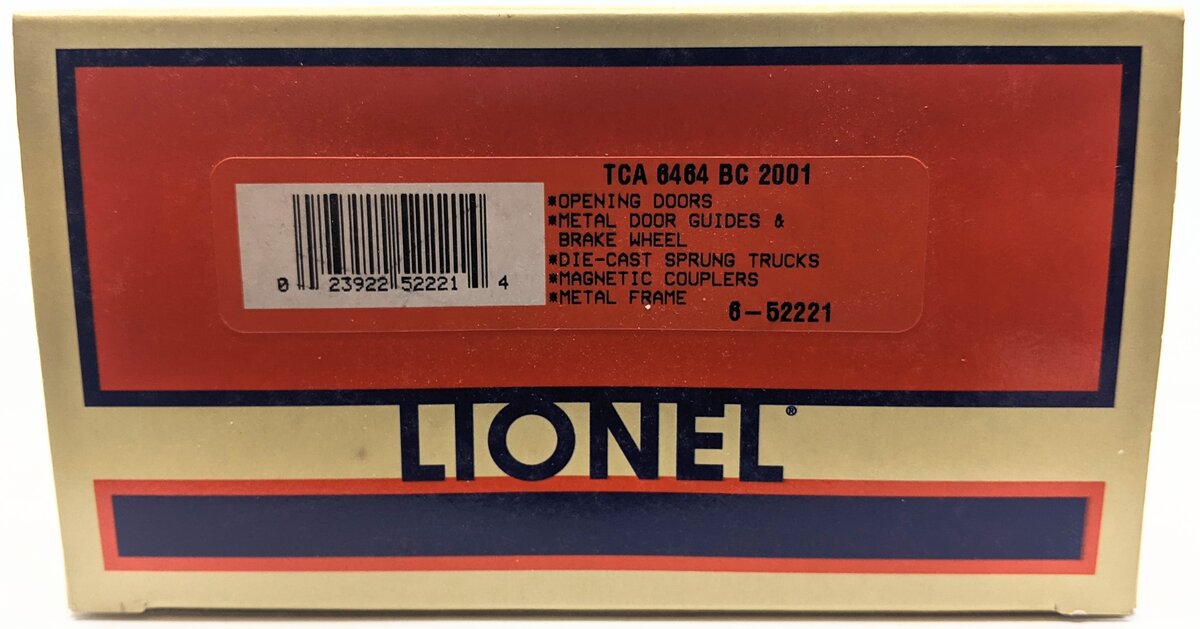 TCA 6464 BC 2001
*OPENING DOORS
*METAL DOOR GUIDES &
BRAKE WHEEL
*DIE-CAST SPRUNG TRUCKS
*MAGNETIC COUPLERS
*METAL FRAME
6-52221
0 23922 52221 4
LIONEL®